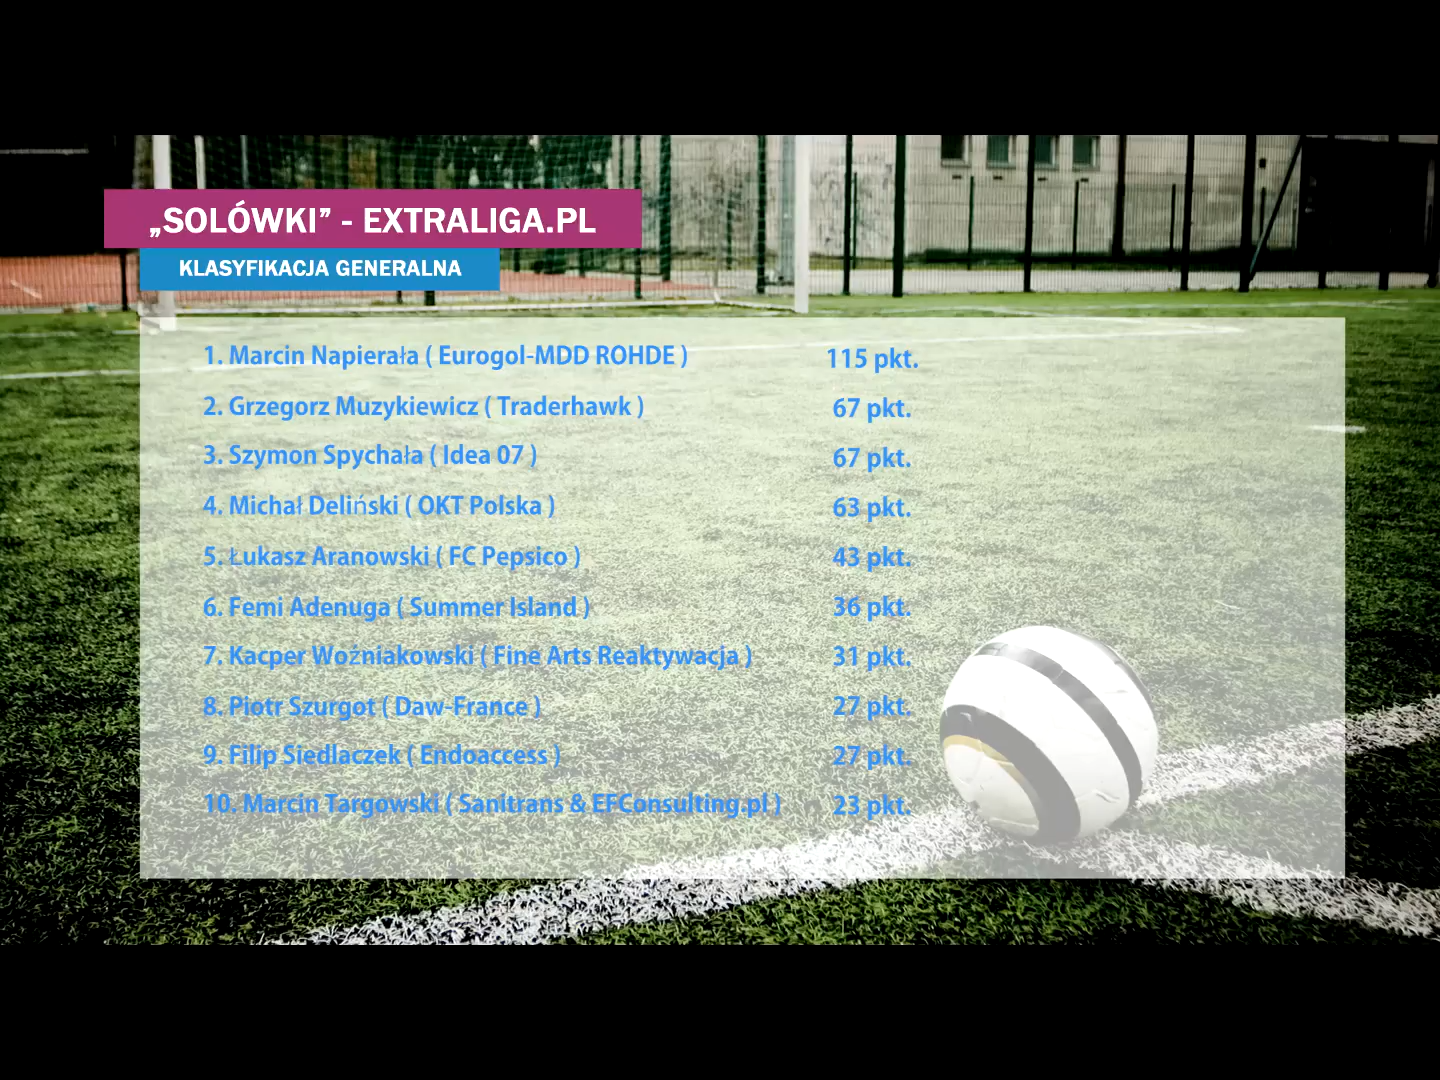 „SOLÓWKI” - EXTRALIGA.PL
KLASYFIKACJA GENERALNA
1. Marcin Napierała ( Eurogol-MDD ROHDE ) 115 pkt.
2. Grzegorz Muzykiewicz ( Traderhawk ) 67 pkt.
3. Szymon Spychała ( Idea 07 ) 67 pkt.
4. Michał Deliński ( OKT Polska ) 63 pkt.
5. Łukasz Aranowski ( FC Pepsico ) 43 pkt.
6. Femi Adenuga ( Summer Island ) 36 pkt.
7. Kacper Woźniakowski ( Fine Arts Reaktywacja ) 31 pkt.
8. Piotr Szurgot ( Daw-France ) 27 pkt.
9. Filip Siedlaczek ( Endoaccess ) 27 pkt.
10. Marcin Targowski ( Sanitrans & EFConsulting.pl ) 23 pkt.